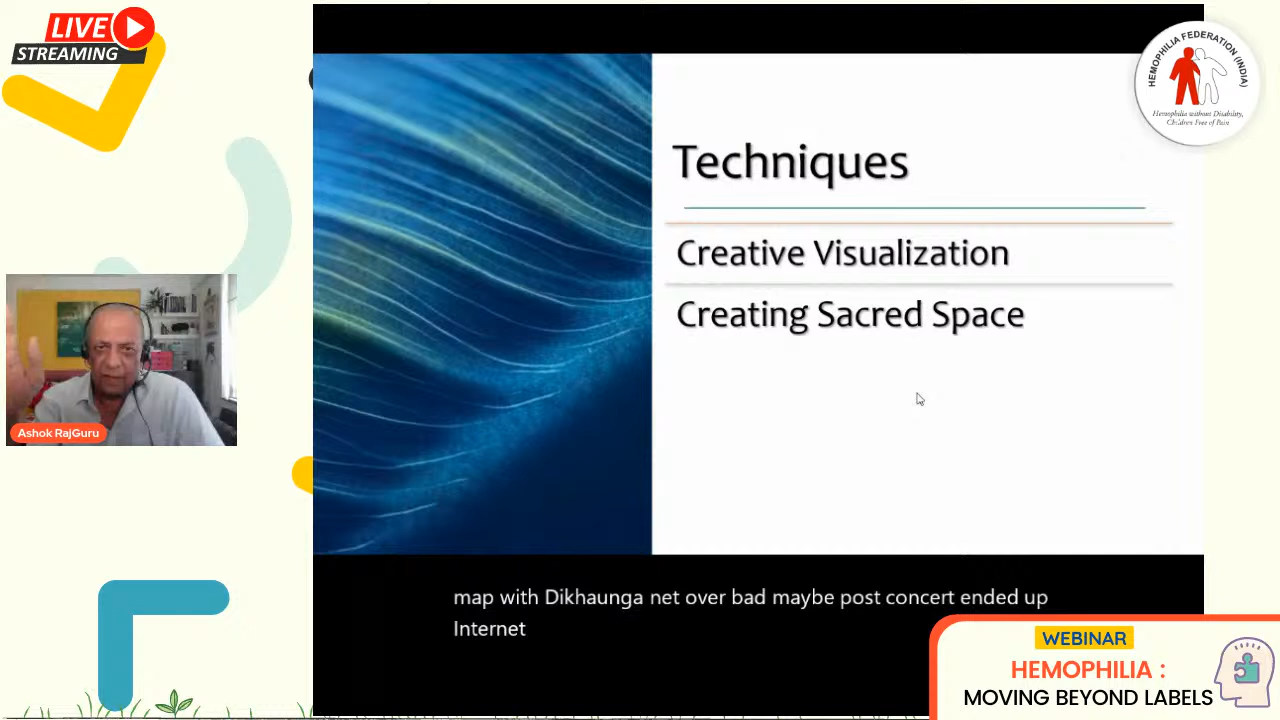 LIVE
STREAMING
HEMOPHILIA FEDERATION (INDIA)
Hemophilia without Disability,
Children Free of Pain
Techniques
Creative Visualization
Creating Sacred Space
Ashok RajGuru
map with Dikhaunga net over bad maybe post concert ended up
Internet
WEBINAR
HEMOPHILIA :
MOVING BEYOND LABELS